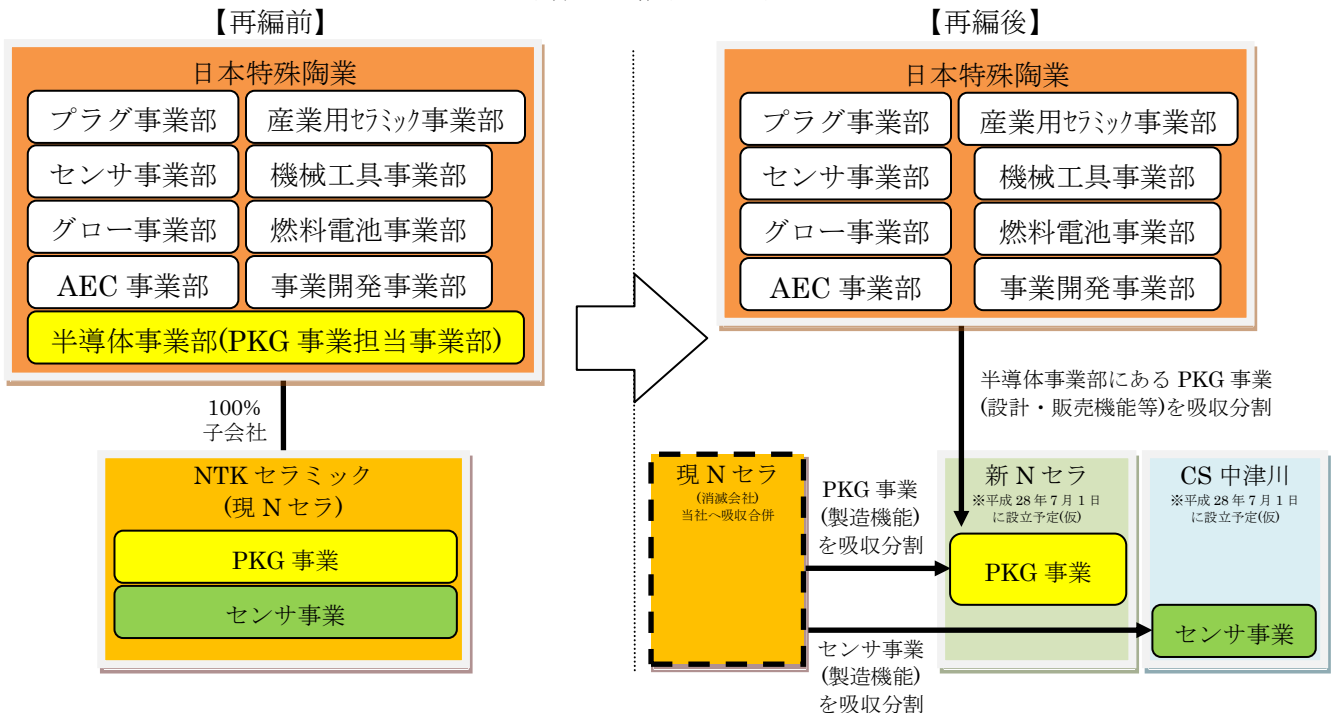 【再編前】
日本特殊陶業
プラグ事業部
産業用ｾﾗﾐｯｸ事業部
センサ事業部
機械工具事業部
グロー事業部
燃料電池事業部
AEC 事業部
事業開発事業部
半導体事業部(PKG 事業担当事業部)
100%
子会社
NTK セラミック
(現 N セラ)
PKG 事業
センサ事業
【再編後】
日本特殊陶業
プラグ事業部
産業用ｾﾗﾐｯｸ事業部
センサ事業部
機械工具事業部
グロー事業部
燃料電池事業部
AEC 事業部
事業開発事業部
半導体事業部にある PKG 事業
(設計・販売機能等)を吸収分割
現 N セラ
(消滅会社)
当社へ吸収合併
PKG 事業
(製造機能)
を吸収分割
新 N セラ
※平成 28 年 7 月 1 日
に設立予定(仮)
PKG 事業
CS 中津川
※平成 28 年 7 月 1 日
に設立予定(仮)
センサ事業
センサ事業
(製造機能)
を吸収分割